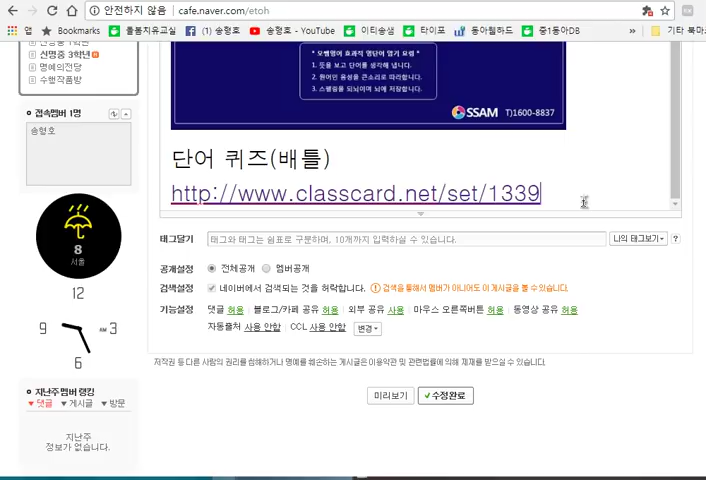 안전하지 않음 | cafe.naver.com/etoh
Bookmarks 폴봄지유교실 (1) 송형호 송형호 - YouTube 이티송샘 타이포 동아헬하드 중1동아DB » 기타 북마
신명중 3학년
명예의전당
수행작품방
접속멤버 1명
송형호
8
서울
12
9 AM 3
6
지난주 멤버 랭킹
▼ 댓글 ▼ 게시글 ▼ 방문
지난주
정보가 없습니다.
* 모쌤영어 효과적 영단어 암기 요령 *
1. 뜻을 보고 단어를 생각해 냅니다.
2. 원어민 음성을 큰소리로 따라합니다.
3. 스펠링을 되뇌이며 뇌에 저장합니다.
SSAM T)1600-8837
단어 퀴즈(배틀)
http://www.classcard.net/set/1339
태그달기 태그와 태그는 쉼표로 구분하며, 10개까지 입력하실 수 있습니다. 나의 태그보기 ?
공개설정 전체공개 멤버공개
검색설정 네이버에서 검색되는 것을 허락합니다. 검색을 통해서 멤버가 아니어도 이 게시글을 볼 수 있습니다.
기능설정 댓글 허용 | 블로그/카페 공유 허용 | 외부 공유 사용 | 마우스 오른쪽버튼 허용 | 동영상 공유 허용
자동출처 사용 안함 | CCL 사용 안함 변경
저작권 등 다른 사람의 권리를 침해하거나 명예를 훼손하는 게시글은 이용약관 및 관련법률에 의해 제재를 받으실 수 있습니다.
미리보기 수정완료